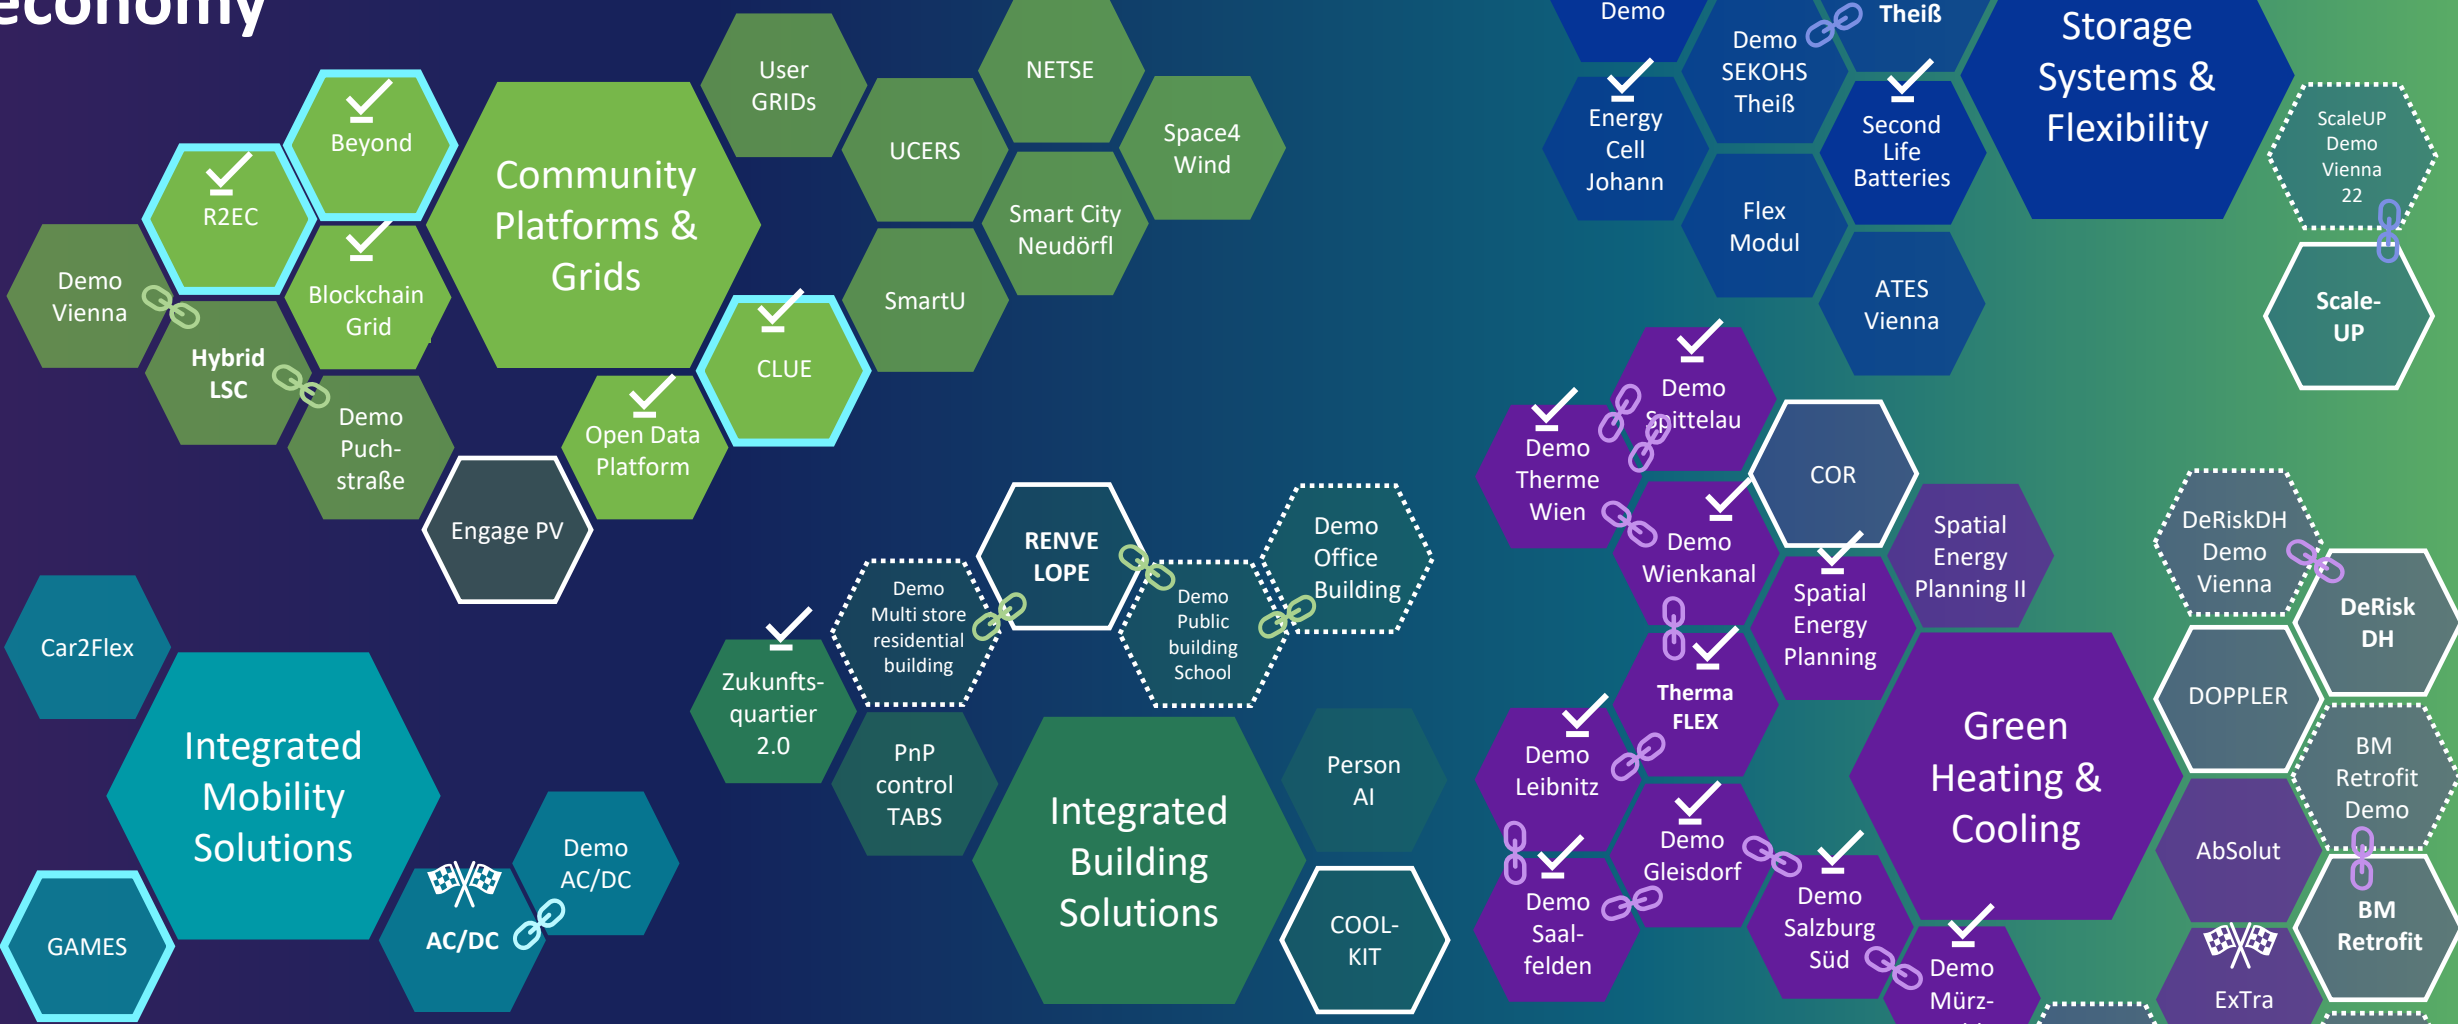 economy
User
GRIDs
NETSE
UCERS
Space4
Wind
Smart City
Neudörfl
SmartU
Beyond
R2EC
Community
Platforms &
Grids
Demo
Vienna
Blockchain
Grid
Hybrid
LSC
Demo
Puch-
straße
CLUE
Open Data
Platform
Engage PV
Demo
Theiß
Demo
SEKOHS
Theiß
Storage
Systems &
Flexibility
Energy
Cell
Johann
Second
Life
Batteries
Flex
Modul
ATES
Vienna
ScaleUP
Demo
Vienna
22
Scale-
UP
Car2Flex
Integrated
Mobility
Solutions
GAMES
AC/DC
Demo
AC/DC
RENVE
LOPE
Demo
Office
Building
Demo
Multi store
residential
building
Demo
Public
building
School
Zukunfts-
quartier
2.0
PnP
control
TABS
Integrated
Building
Solutions
Person
AI
COOL-
KIT
Demo
Spittelau
Demo
Therme
Wien
COR
Demo
Wienkanal
Spatial
Energy
Planning
Spatial
Energy
Planning II
Therma
FLEX
Demo
Leibnitz
Demo
Gleisdorf
Demo
Saal-
felden
Demo
Salzburg
Süd
Demo
Mürz-
Green
Heating &
Cooling
DeRiskDH
Demo
Vienna
DeRisk
DH
DOPPLER
BM
Retrofit
Demo
AbSolut
BM
Retrofit
ExTra